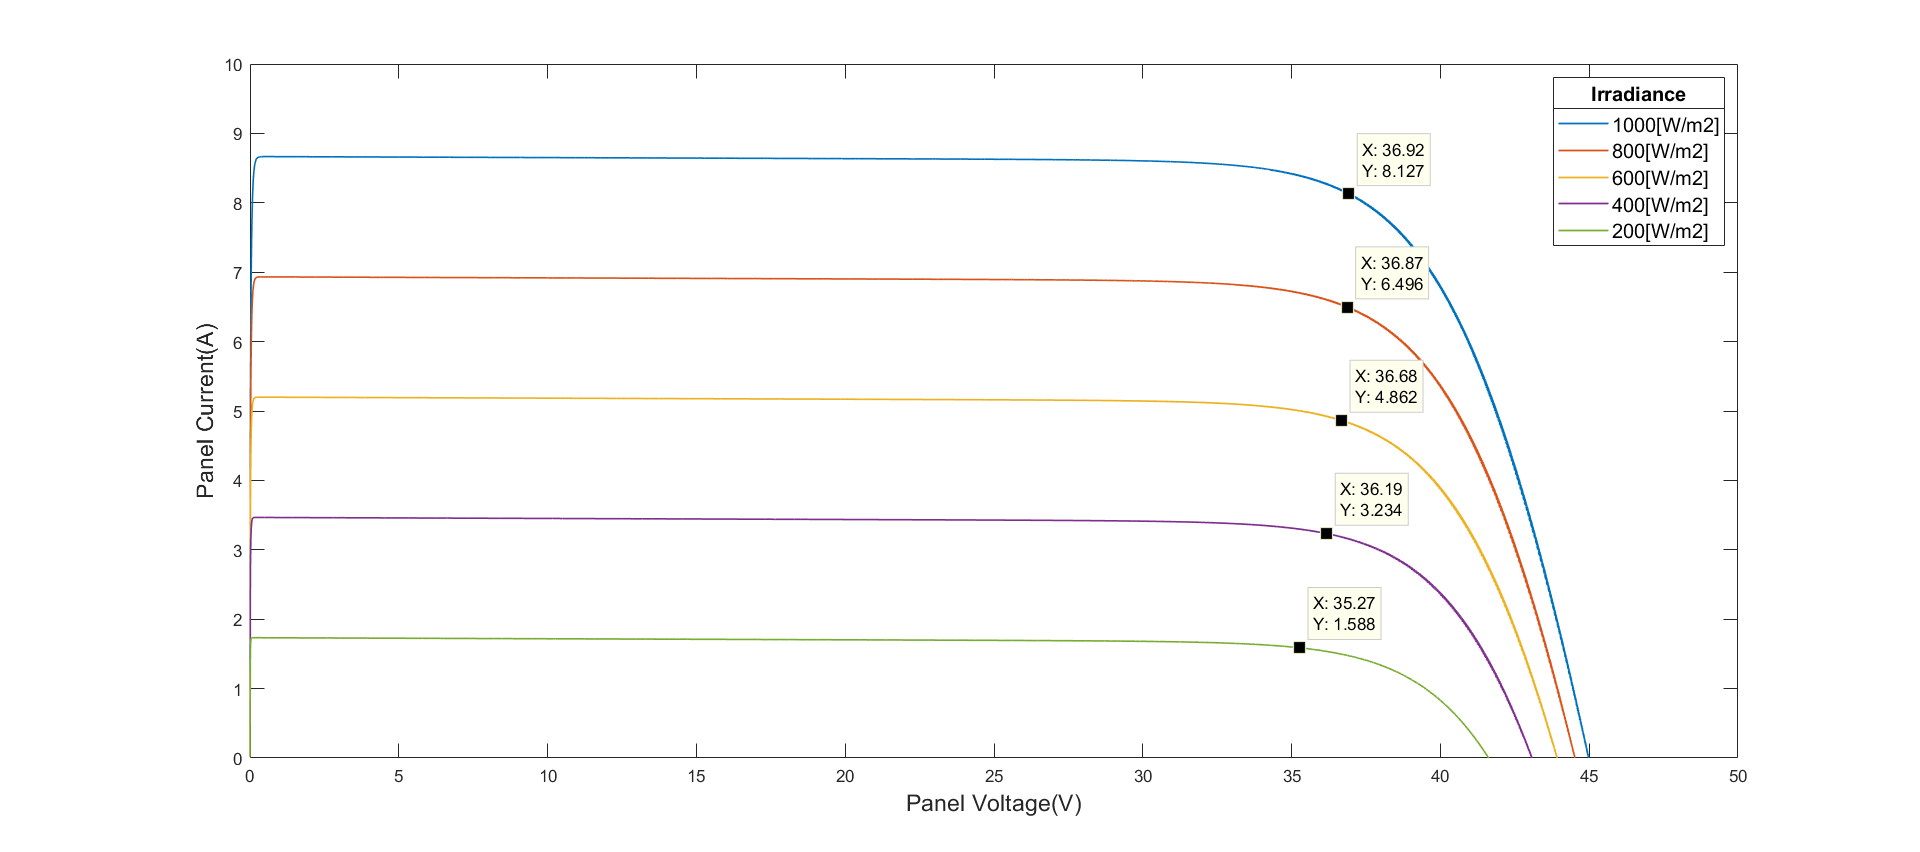 10
9
8
7
6
5
4
3
2
1
0
Panel Current(A)
0 5 10 15 20 25 30 35 40 45 50
Panel Voltage(V)
X: 36.92
Y: 8.127
X: 36.87
Y: 6.496
X: 36.68
Y: 4.862
X: 36.19
Y: 3.234
X: 35.27
Y: 1.588
Irradiance
1000[W/m2]
800[W/m2]
600[W/m2]
400[W/m2]
200[W/m2]